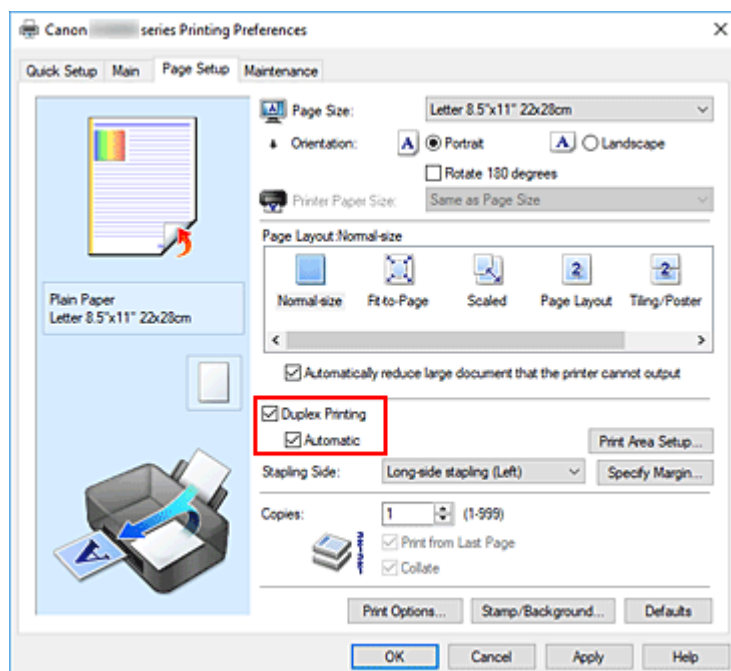 Canon series Printing Preferences
Quick Setup Main Page Setup Maintenance
Page Size: Letter 8.5"x11" 22x28cm
Orientation: A Portrait A Landscape
Rotate 180 degrees
Printer Paper Size: Same as Page Size
Page Layout:Normal-size
Normal-size Fit-to-Page Scaled Page Layout Tiling/Poster
Plain Paper
Letter 8.5"x11" 22x28cm
Automatically reduce large document that the printer cannot output
Duplex Printing
Automatic
Print Area Setup...
Stapling Side: Long-side stapling (Left) Specify Margin...
Copies: 1 (1-999)
Print from Last Page
Collate
Print Options... Stamp/Background... Defaults
OK Cancel Apply Help